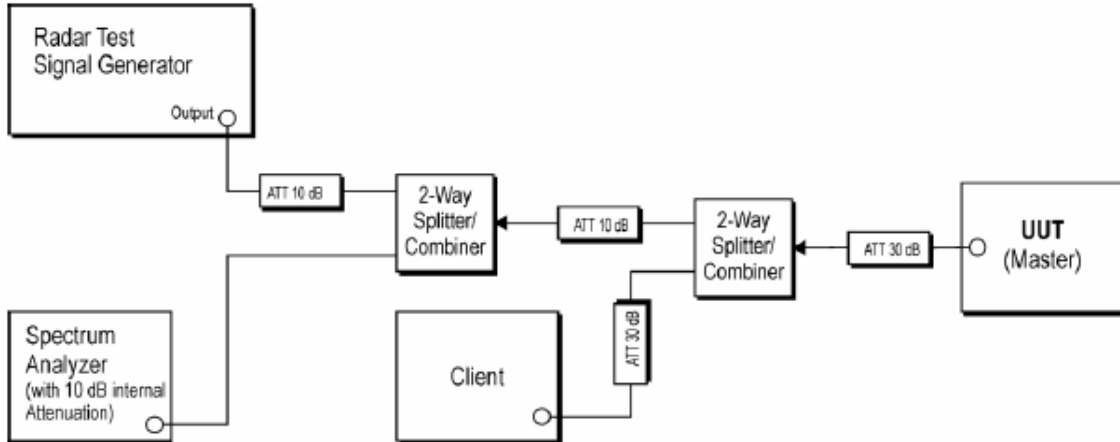 Radar Test
Signal Generator
Output
ATT 10 dB
2-Way
Splitter/
Combiner
ATT 10 dB
2-Way
Splitter/
Combiner
ATT 30 dB
UUT
(Master)
ATT 30 dB
Spectrum
Analyzer
(with 10 dB internal
Attenuation)
Client